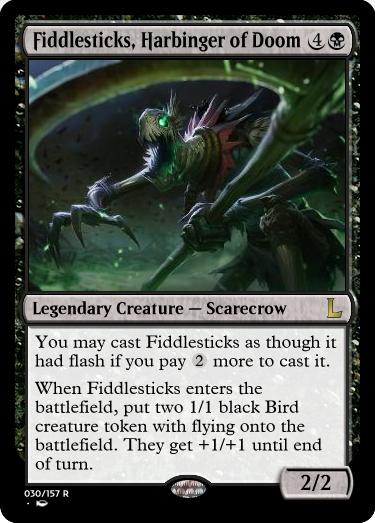 Fiddlesticks, Harbinger of Doom 4
Legendary Creature — Scarecrow L
You may cast Fiddlesticks as though it
had flash if you pay 2 more to cast it.
When Fiddlesticks enters the
battlefield, put two 1/1 black Bird
creature token with flying onto the
battlefield. They get +1/+1 until end
of turn.
2/2
030/157 R